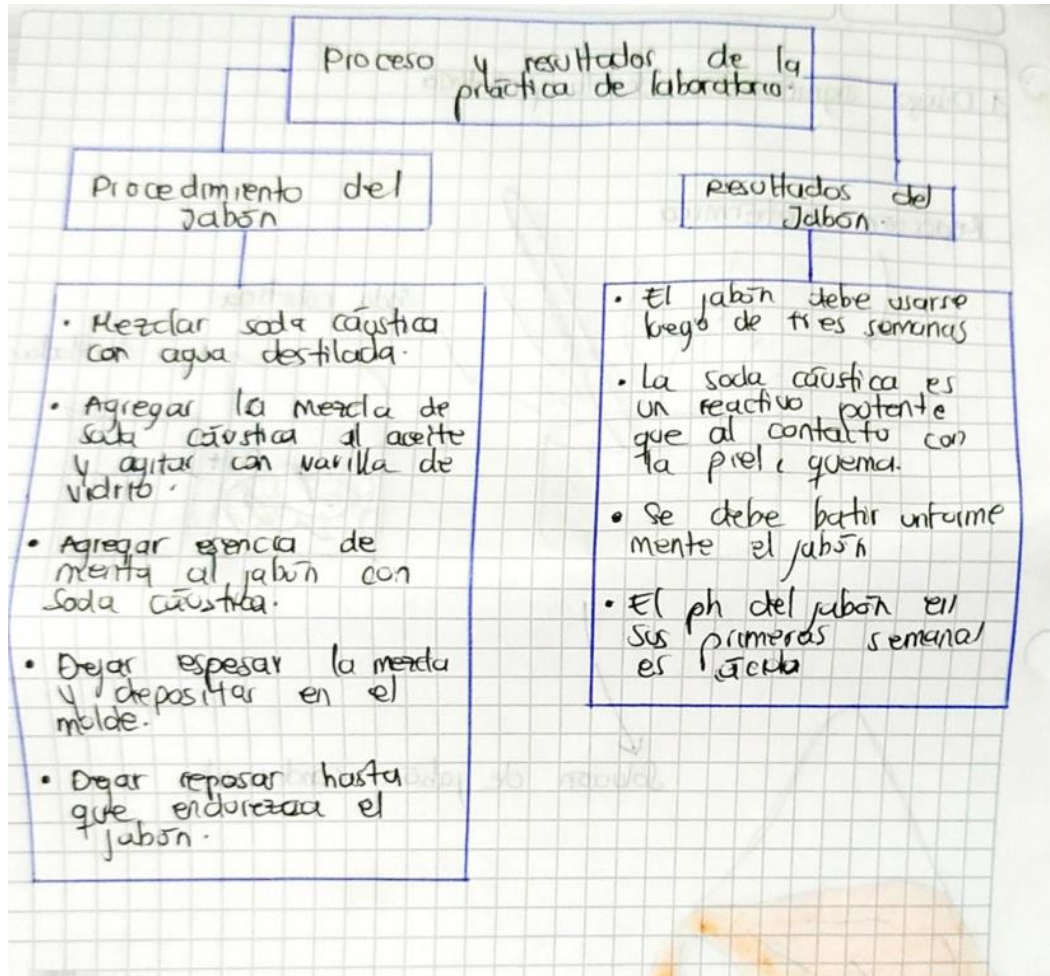 Proceso y resultados de la
práctica de laboratorio.
Procedimiento del
Jabón
Mezclar soda cáustica
con agua destilada.
Agregar la mezcla de
soda cáustica al aceite
y agitar con varilla de
vidrio.
Agregar esencia de
menta al jabón con
soda cáustica.
Dejar espesar la mezcla
y depositar en el
molde.
Dejar reposar hasta
que endurezca el
jabón.
Resultados del
Jabón.
El jabón debe usarse
luego de tres semanas
La soda cáustica es
un reactivo potente
que al contacto con
la piel, quema.
Se debe batir uniforme
mente el jabón
El ph del jabón en
sus primeras semanas
es